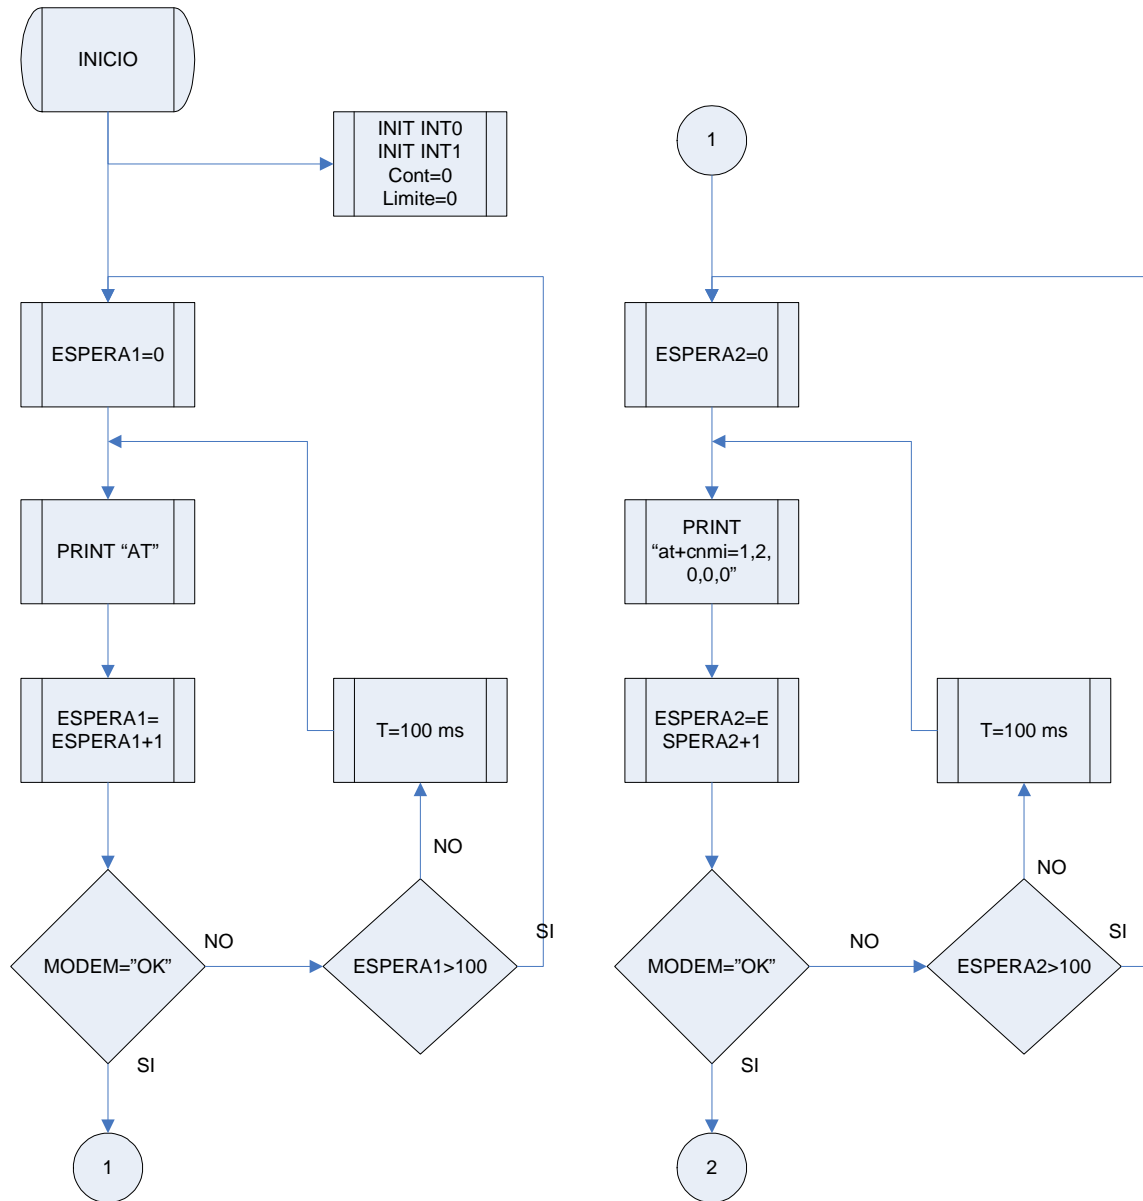 INICIO
INIT INT0
INIT INT1
Cont=0
Limite=0
ESPERA1=0
PRINT “AT”
ESPERA1=
ESPERA1+1
T=100 ms
NO
MODEM=”OK”
NO
ESPERA1>100
SI
SI
1
1
ESPERA2=0
PRINT
“at+cnmi=1,2,
0,0,0”
ESPERA2=E
SPERA2+1
T=100 ms
NO
MODEM=”OK”
NO
ESPERA2>100
SI
SI
2